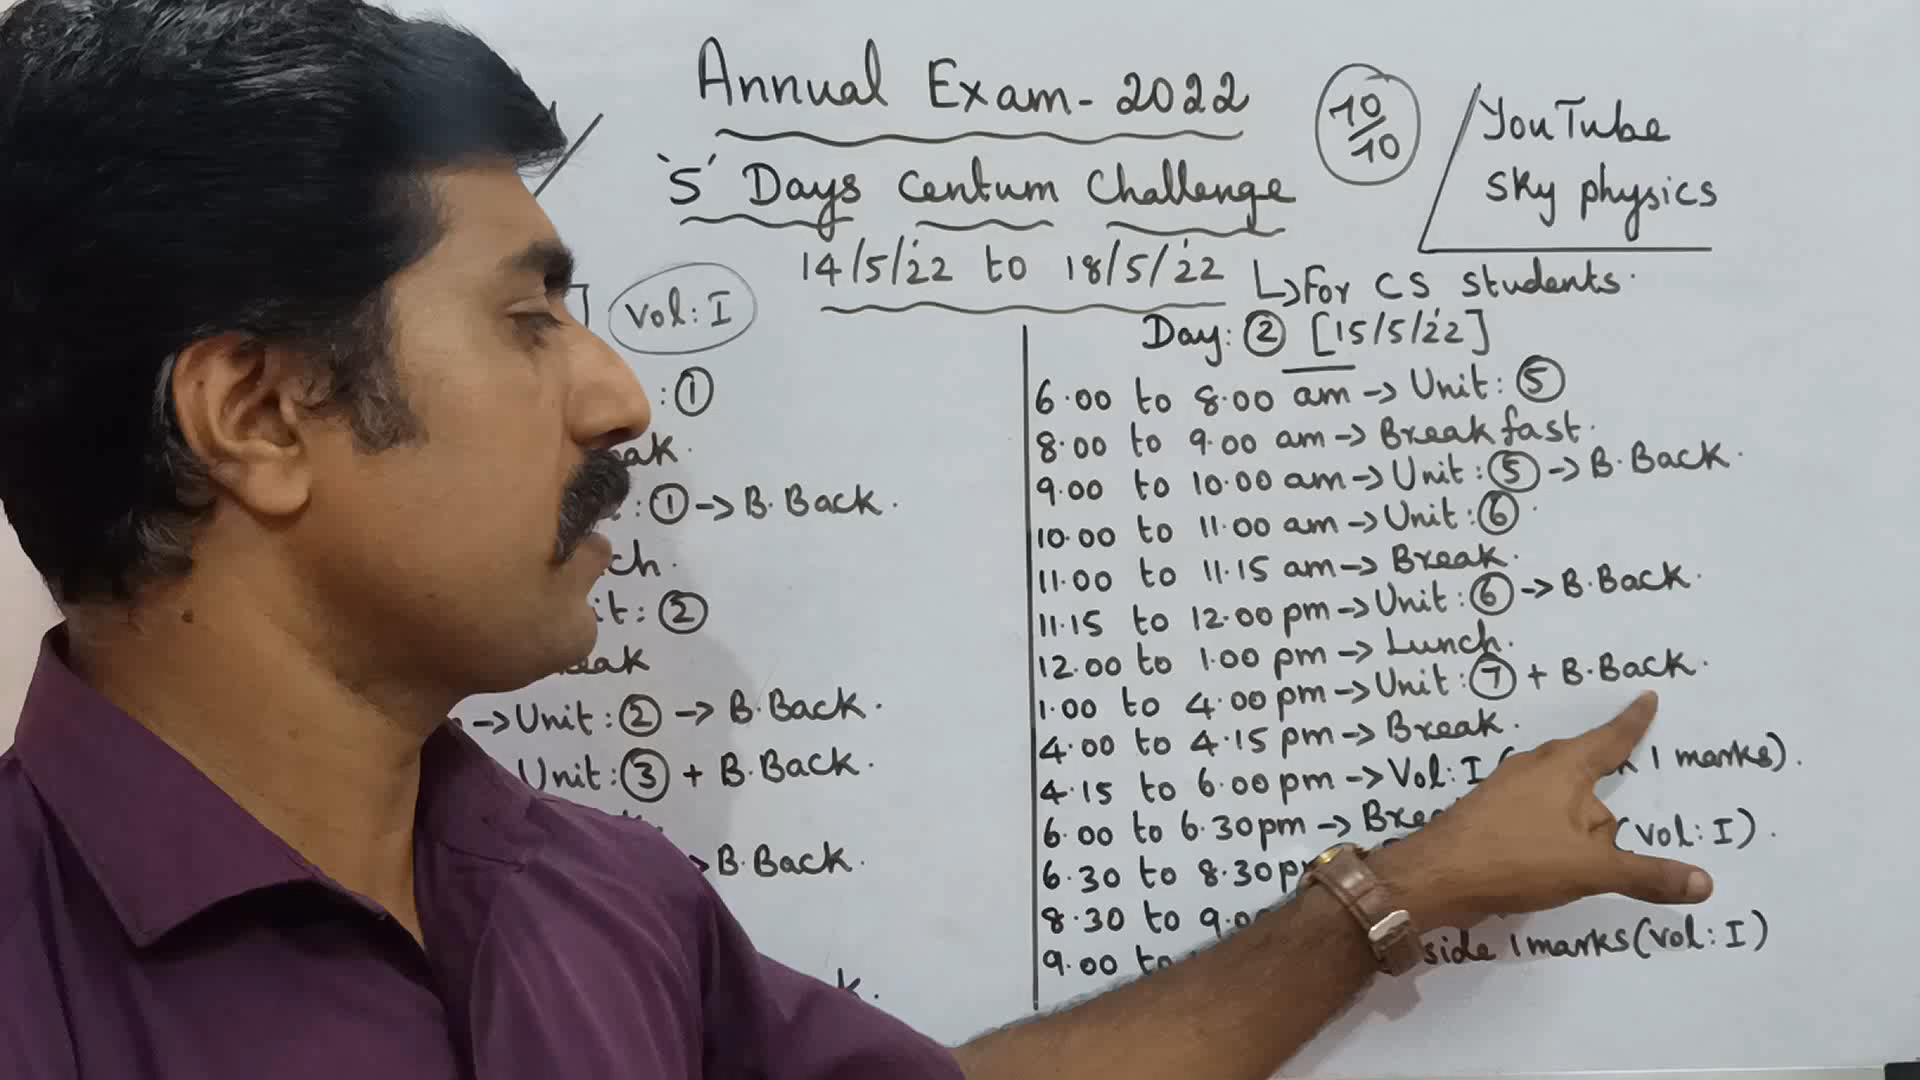 Annual Exam-2022
'5' Days Centum Challenge
14/5/22 to 18/5/22
↳ For CS Students.
10/10
YouTube
Sky physics
Vol: I
: ①
: ① → B.Back.
: ②
→ Unit: ② → B.Back.
Unit: ③ + B.Back.
B.Back.
Day: ② [15/5/22]
6.00 to 8.00 am → Unit: ⑤
8.00 to 9.00 am → Breakfast.
9.00 to 10.00 am → Unit: ⑤ → B.Back.
10.00 to 11.00 am → Unit: ⑥.
11.00 to 11.15 am → Break.
11.15 to 12.00 pm → Unit: ⑥ → B.Back.
12.00 to 1.00 pm → Lunch.
1.00 to 4.00 pm → Unit: ⑦ + B.Back.
4.00 to 4.15 pm → Break.
4.15 to 6.00 pm → Vol: I 1 marks).
6.00 to 6.30 pm →
6.30 to 8.30 (Vol: I).
8.30 to
9.00 to side 1 marks (Vol: I)